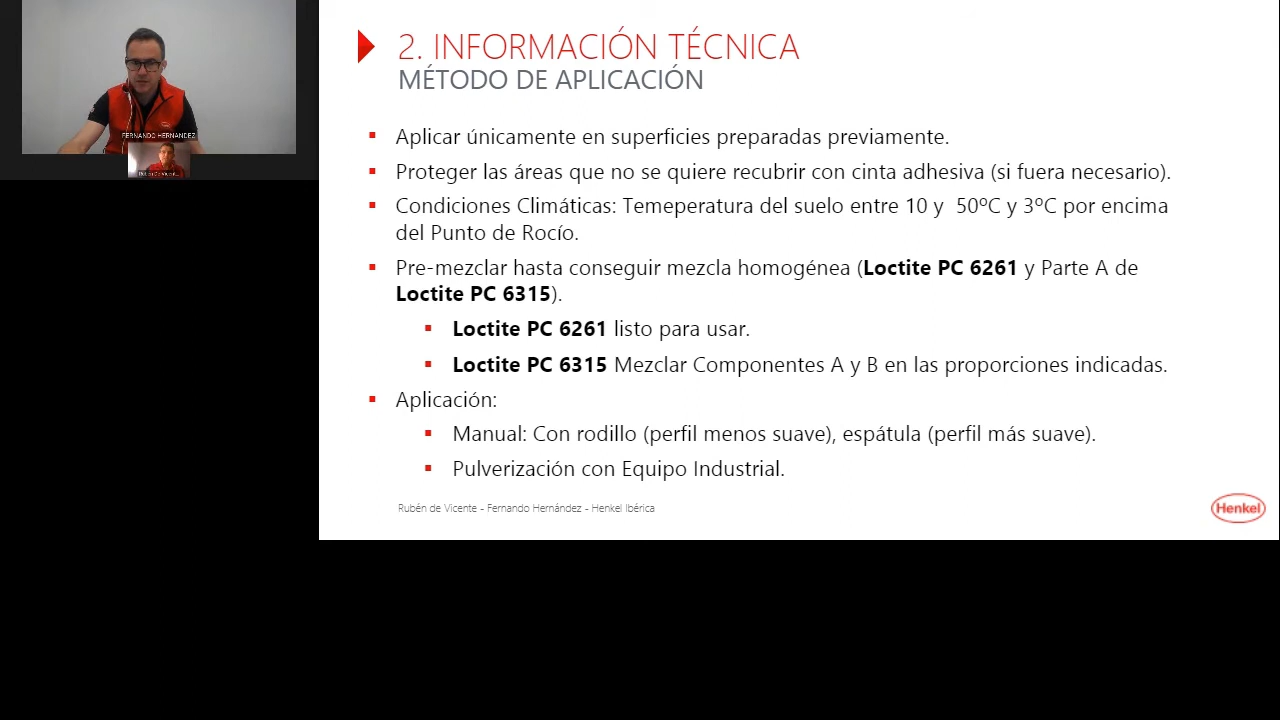 FERNANDO HERNANDEZ
Rubén De Vicent...
2. INFORMACIÓN TÉCNICA
MÉTODO DE APLICACIÓN
▪ Aplicar únicamente en superficies preparadas previamente.
▪ Proteger las áreas que no se quiere recubrir con cinta adhesiva (si fuera necesario).
▪ Condiciones Climáticas: Temeperatura del suelo entre 10 y 50ºC y 3ºC por encima
del Punto de Rocío.
▪ Pre-mezclar hasta conseguir mezcla homogénea (Loctite PC 6261 y Parte A de
Loctite PC 6315).
▪ Loctite PC 6261 listo para usar.
▪ Loctite PC 6315 Mezclar Componentes A y B en las proporciones indicadas.
▪ Aplicación:
▪ Manual: Con rodillo (perfil menos suave), espátula (perfil más suave).
▪ Pulverización con Equipo Industrial.
Rubén de Vicente - Fernando Hernández - Henkel Ibérica
Henkel